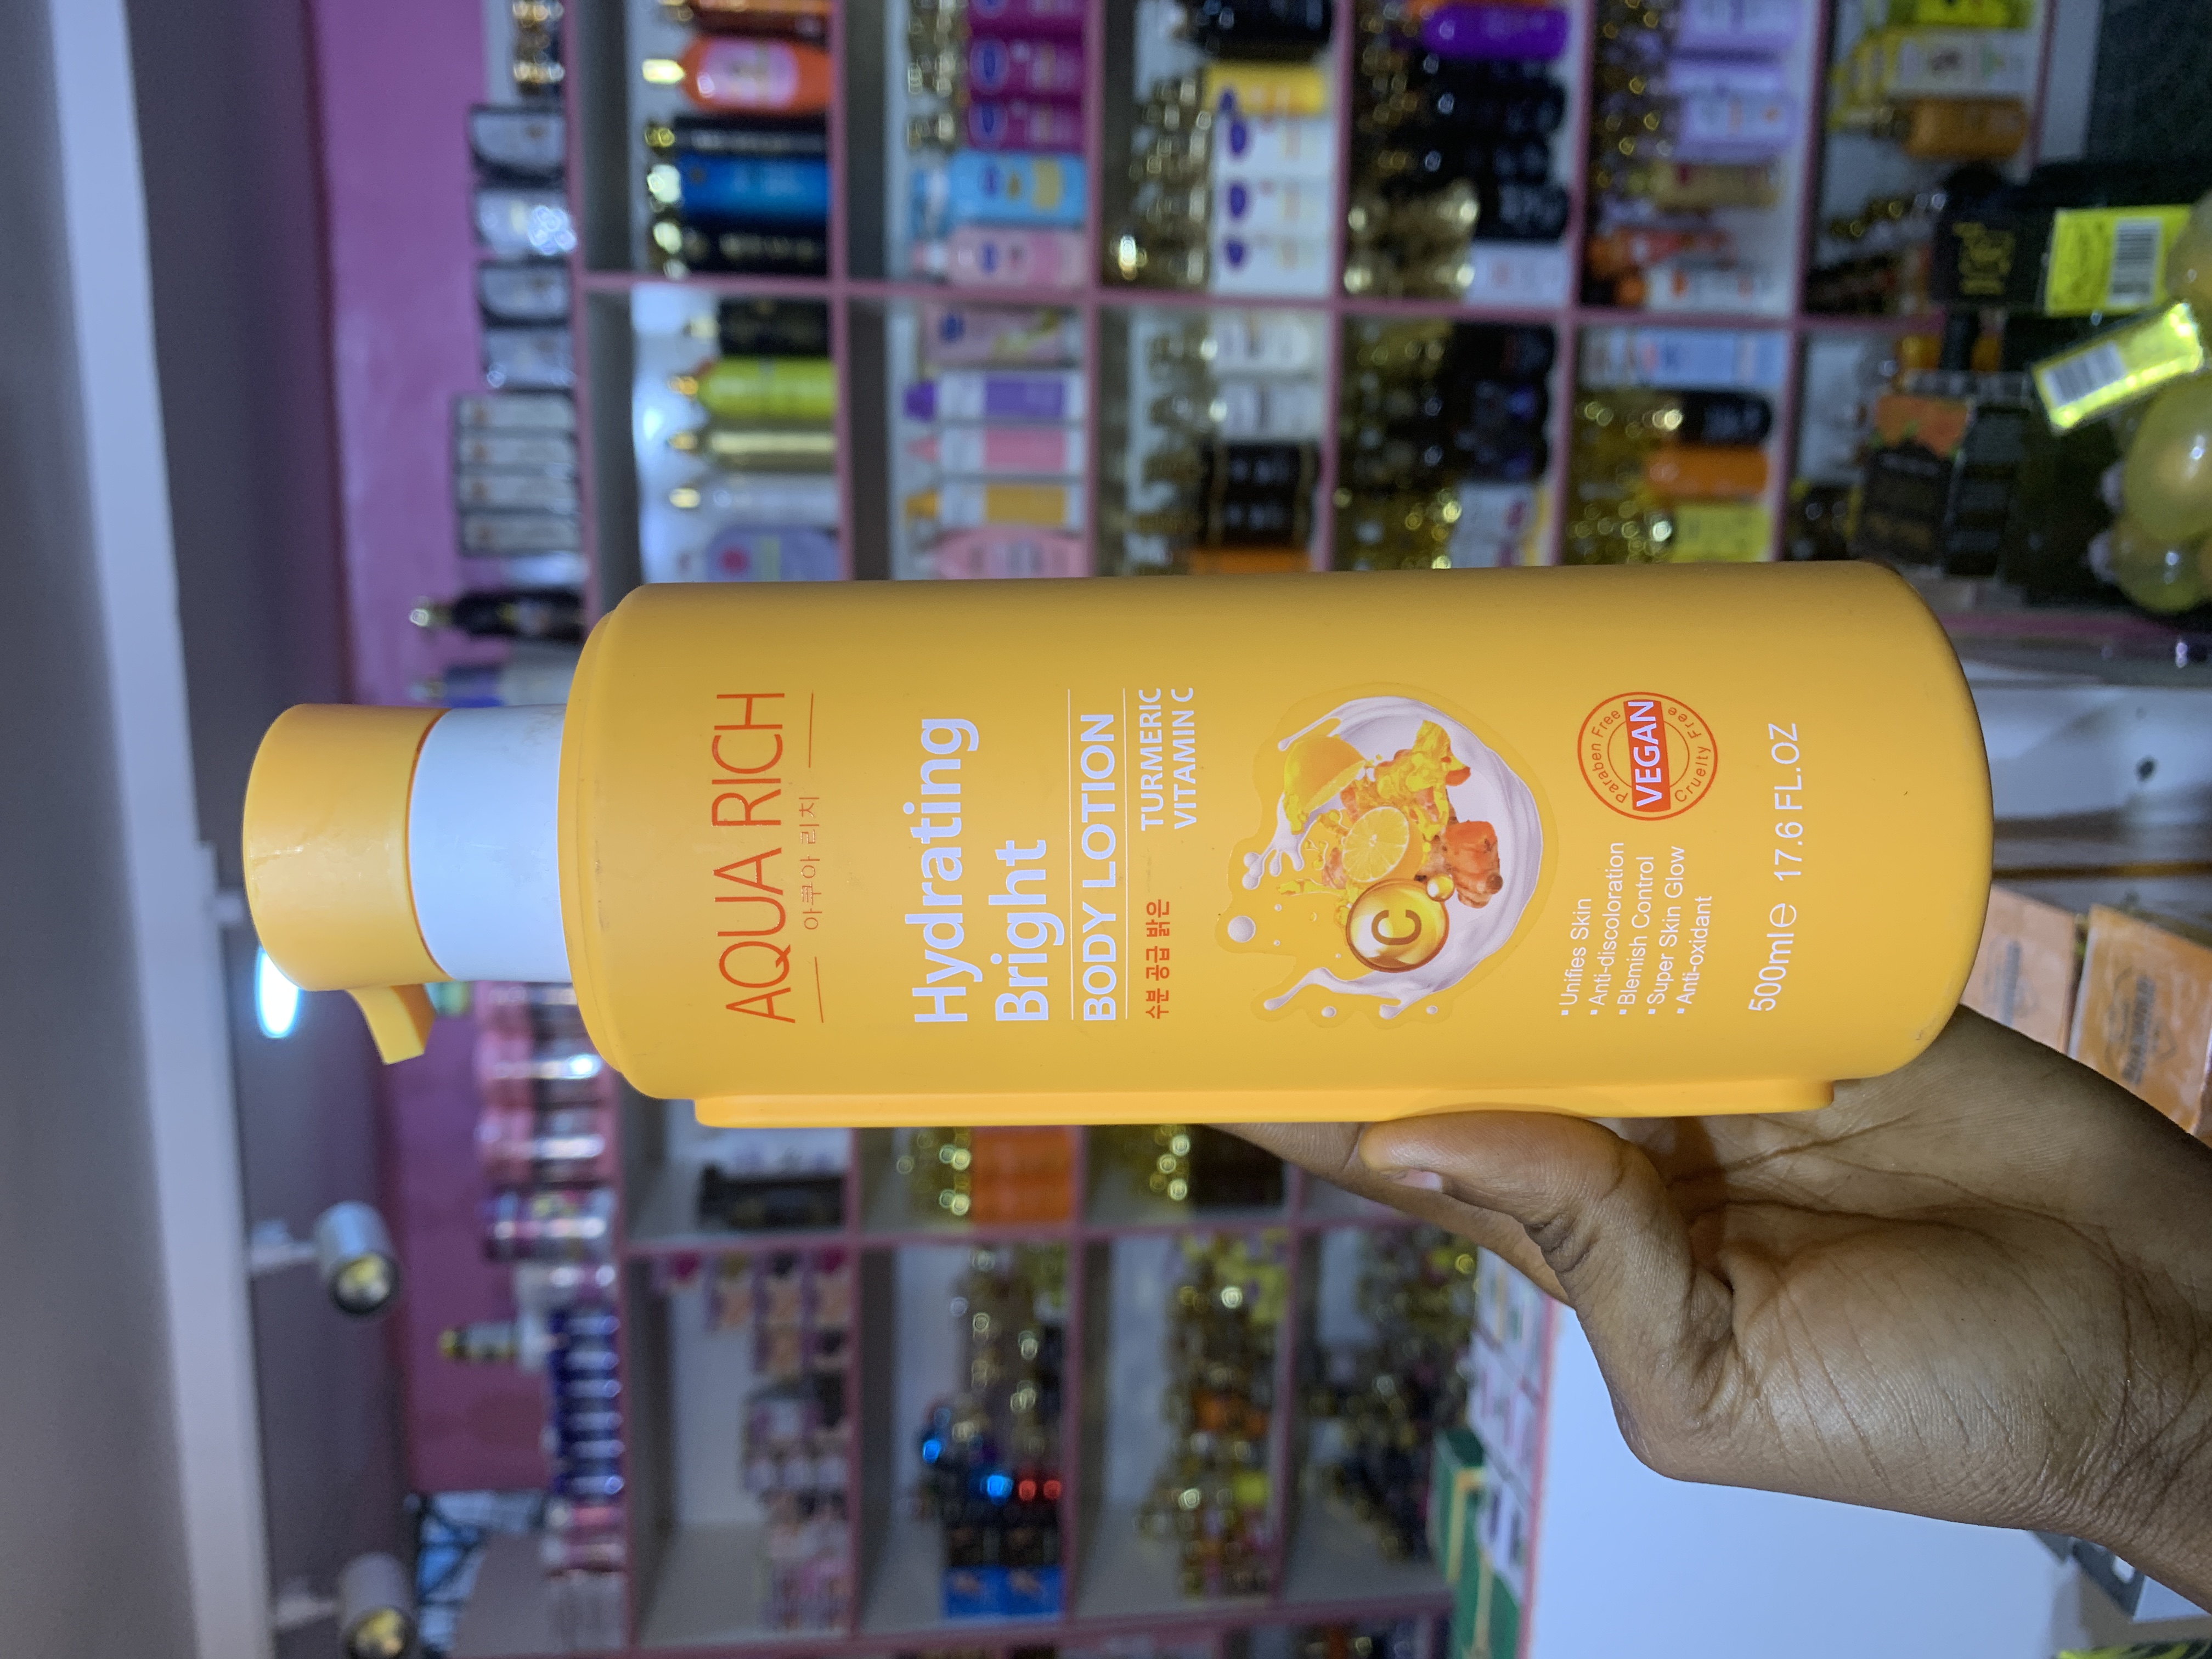 AQUA RICH
아쿠아 리치
Hydrating
Bright
BODY LOTION
수분 공급 밝은
TURMERIC
VITAMIN C
C
▪Unifies Skin
▪Anti-discoloration
▪Blemish Control
▪Super Skin Glow
▪Anti-oxidant
Paraben Free
VEGAN
Cruelty Free
500ml℮ 17.6 FL.OZ